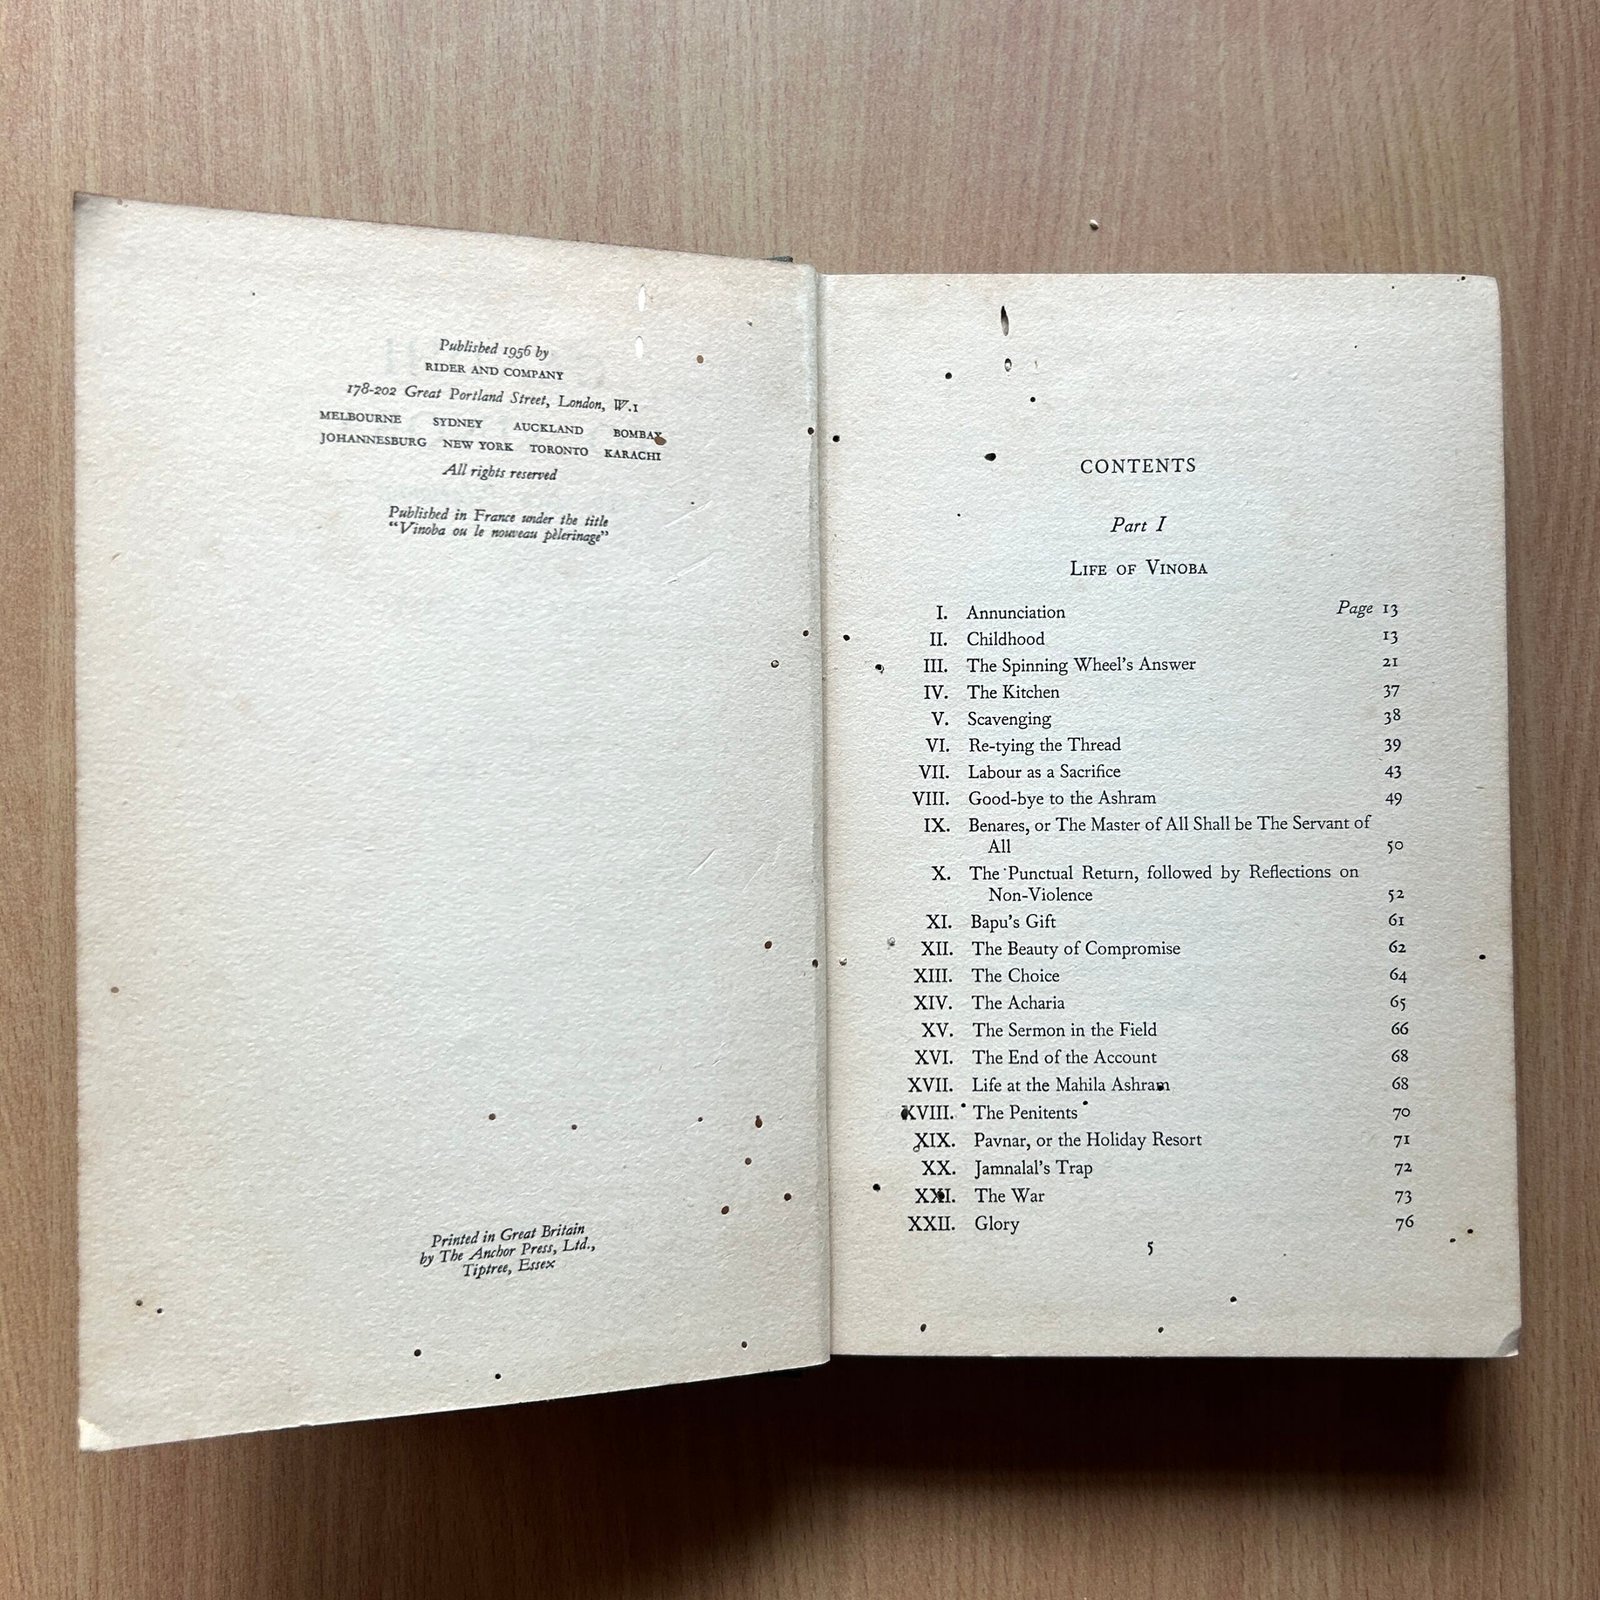 Published 1956 by
RIDER AND COMPANY
178-202 Great Portland Street, London, W.1
MELBOURNE SYDNEY AUCKLAND BOMBAY
JOHANNESBURG NEW YORK TORONTO KARACHI
All rights reserved
Published in France under the title
"Vinoba ou le nouveau pèlerinage"
Printed in Great Britain
by The Anchor Press, Ltd.,
Tiptree, Essex
CONTENTS
Part I
LIFE OF VINOBA
I. Annunciation Page 13
II. Childhood 13
III. The Spinning Wheel's Answer 21
IV. The Kitchen 37
V. Scavenging 38
VI. Re-tying the Thread 39
VII. Labour as a Sacrifice 43
VIII. Good-bye to the Ashram 49
IX. Benares, or The Master of All Shall be The Servant of
All 50
X. The Punctual Return, followed by Reflections on
Non-Violence 52
XI. Bapu's Gift 61
XII. The Beauty of Compromise 62
XIII. The Choice 64
XIV. The Acharia 65
XV. The Sermon in the Field 66
XVI. The End of the Account 68
XVII. Life at the Mahila Ashram 68
XVIII. The Penitents 70
XIX. Pavnar, or the Holiday Resort 71
XX. Jamnalal's Trap 72
XXI. The War 73
XXII. Glory 76
5